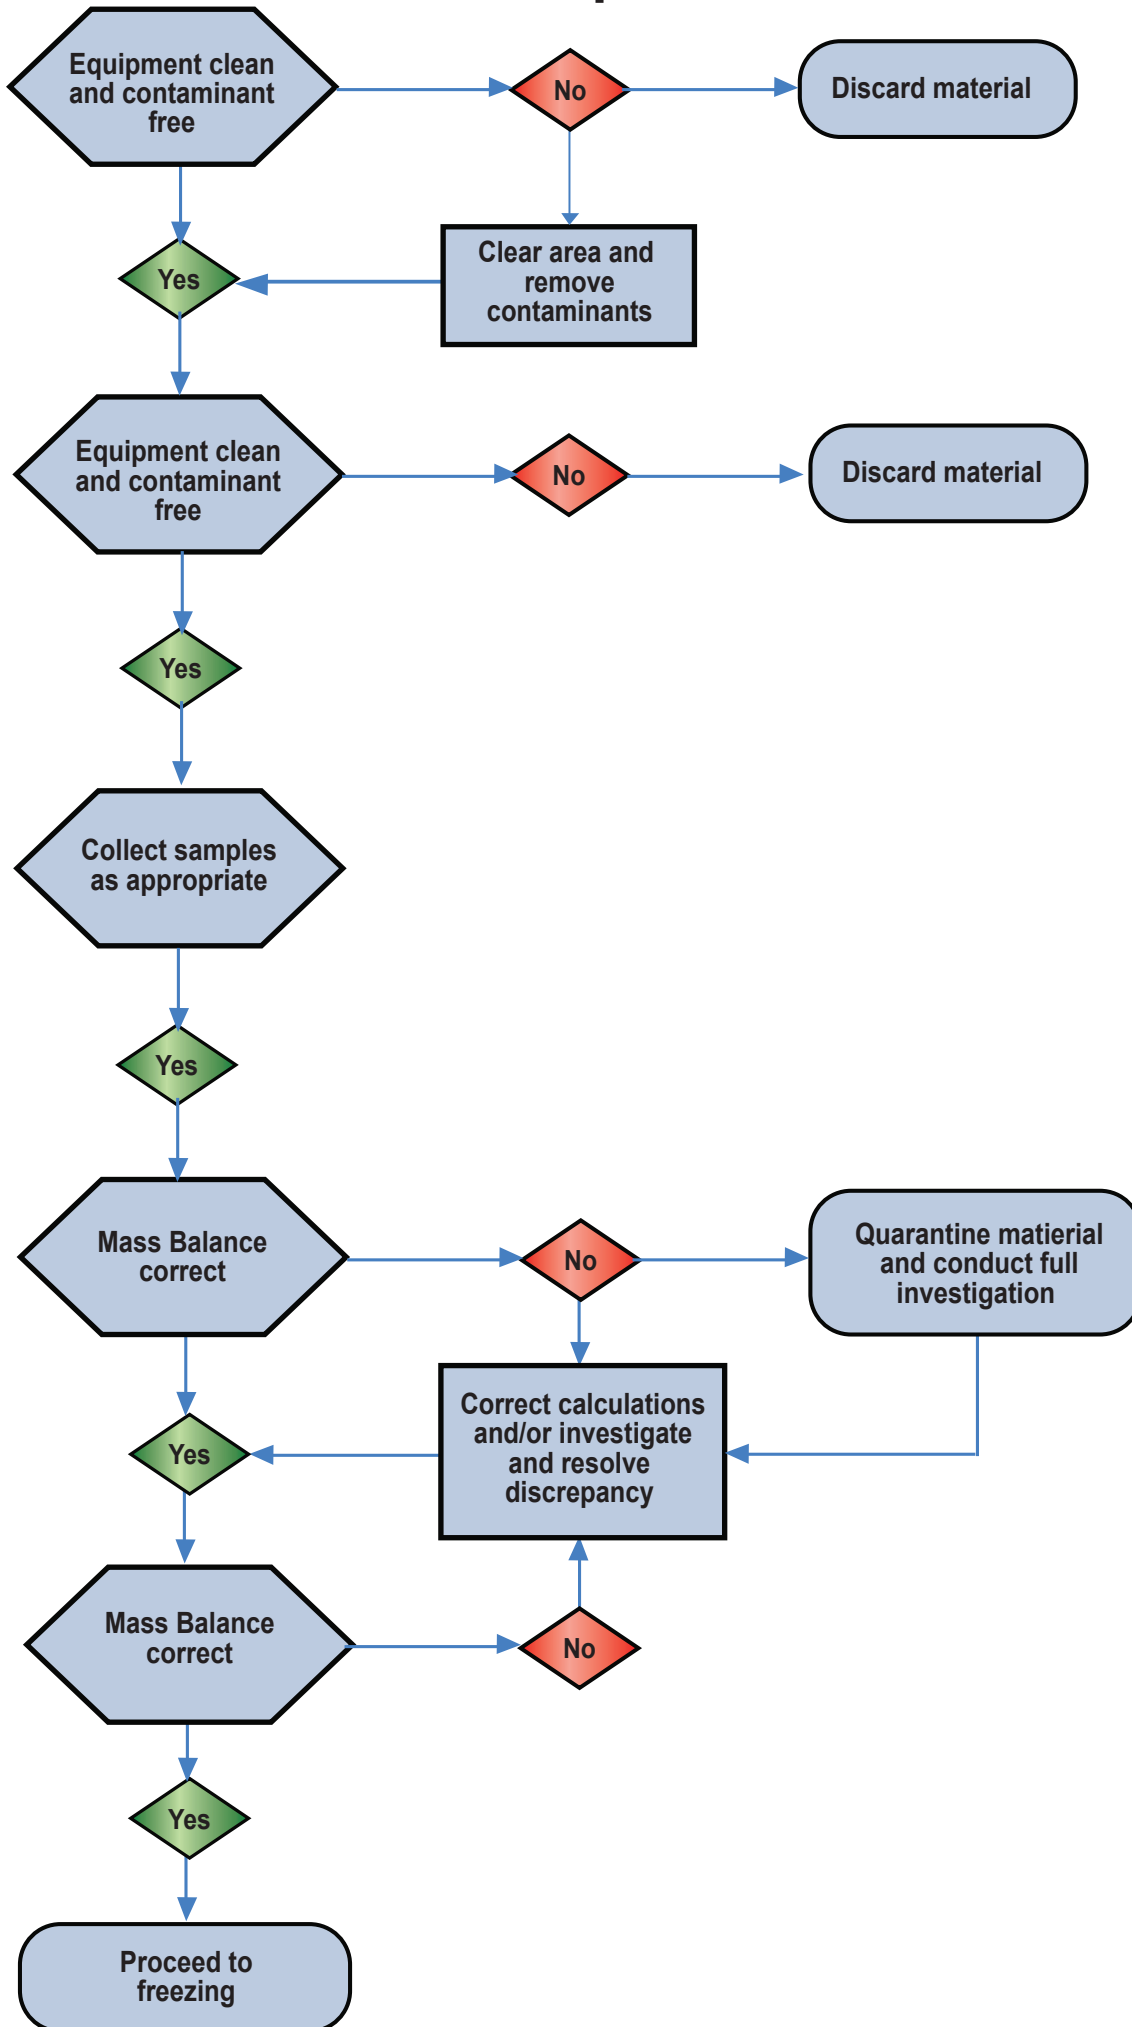 Equipment clean
and contaminant
free
No
Discard material
Clear area and
remove
contaminants
Yes
Equipment clean
and contaminant
free
No
Discard material
Yes
Collect samples
as appropriate
Yes
Mass Balance
correct
No
Quarantine matierial
and conduct full
investigation
Correct calculations
and/or investigate
and resolve
discrepancy
Yes
Mass Balance
correct
No
Yes
Proceed to
freezing